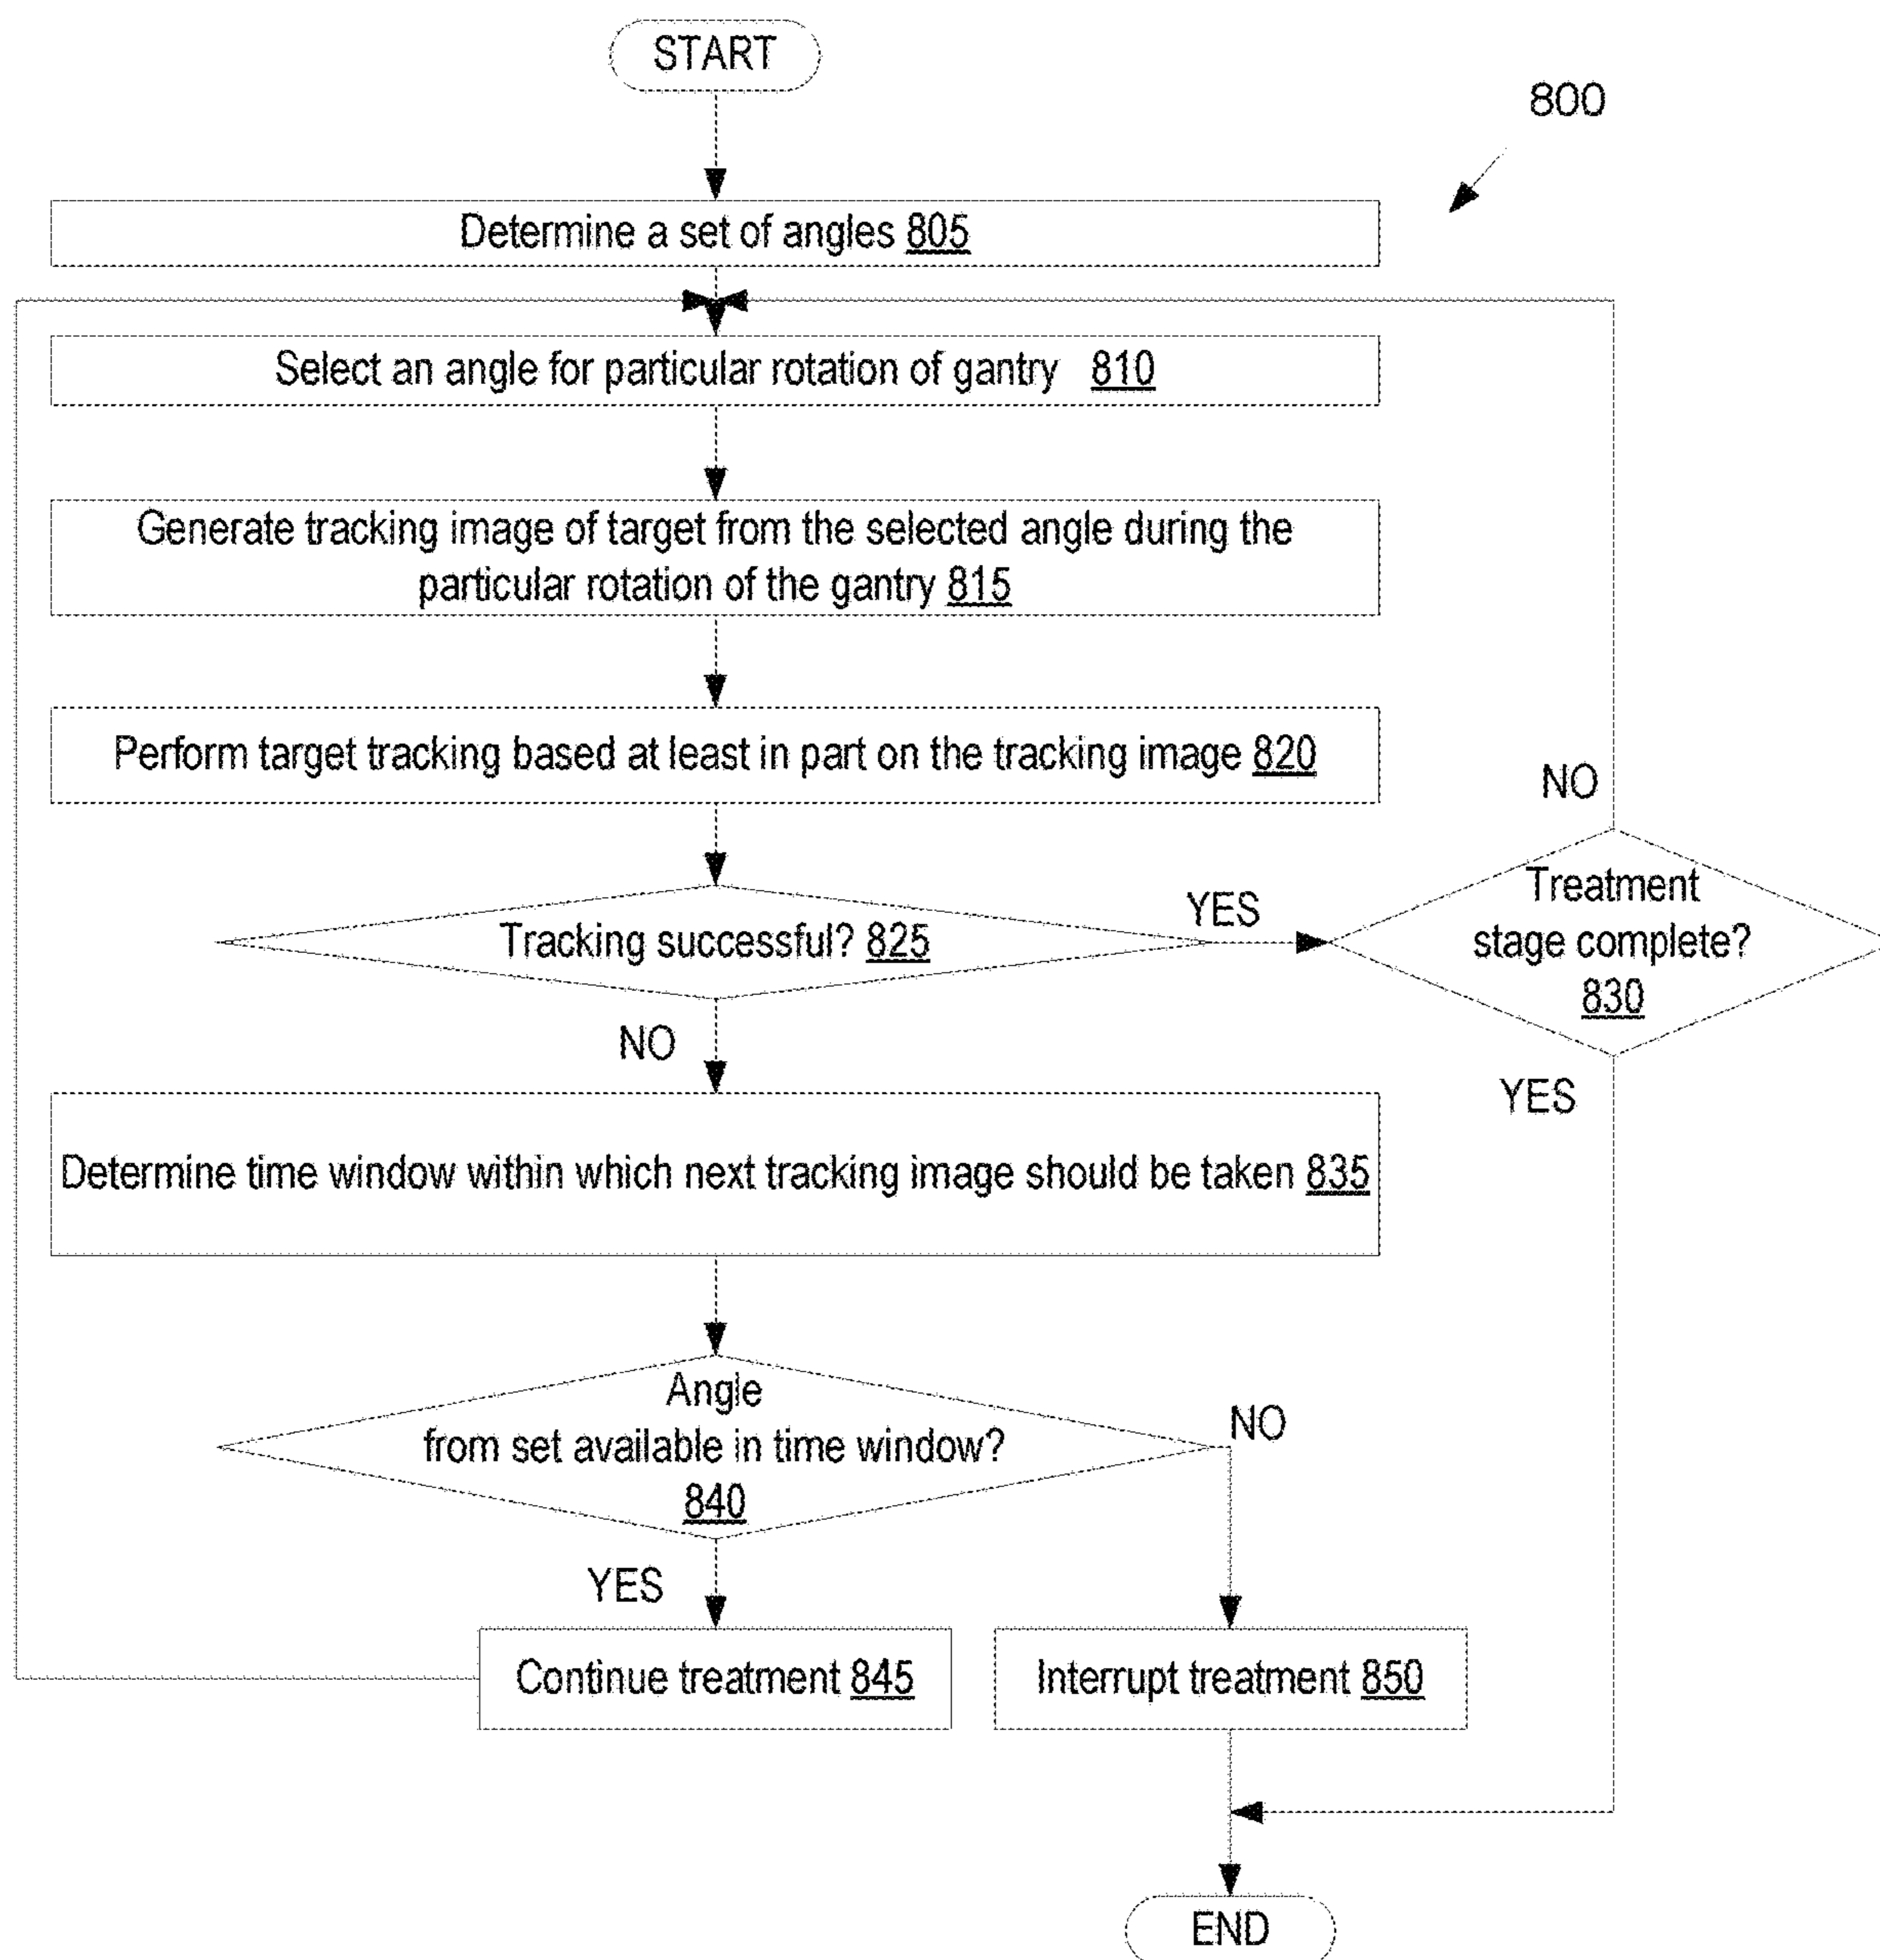 START
800
Determine a set of angles 805
Select an angle for particular rotation of gantry 810
Generate tracking image of target from the selected angle during the
particular rotation of the gantry 815
Perform target tracking based at least in part on the tracking image 820
Tracking successful? 825
YES
NO
Treatment
stage complete?
830
NO
YES
Determine time window within which next tracking image should be taken 835
Angle
from set available in time window?
840
NO
YES
Continue treatment 845
Interrupt treatment 850
END